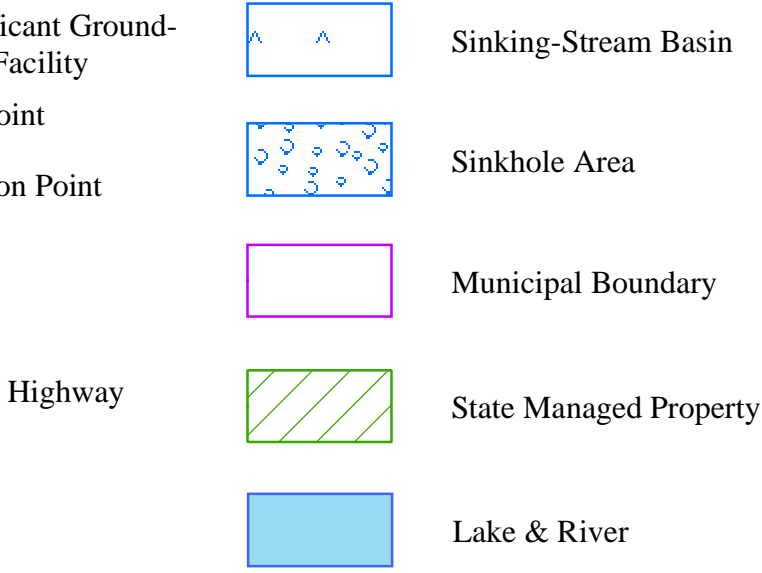 icant Ground-
Facility
oint
on Point
Highway
Sinking-Stream Basin
Sinkhole Area
Municipal Boundary
State Managed Property
Lake & River